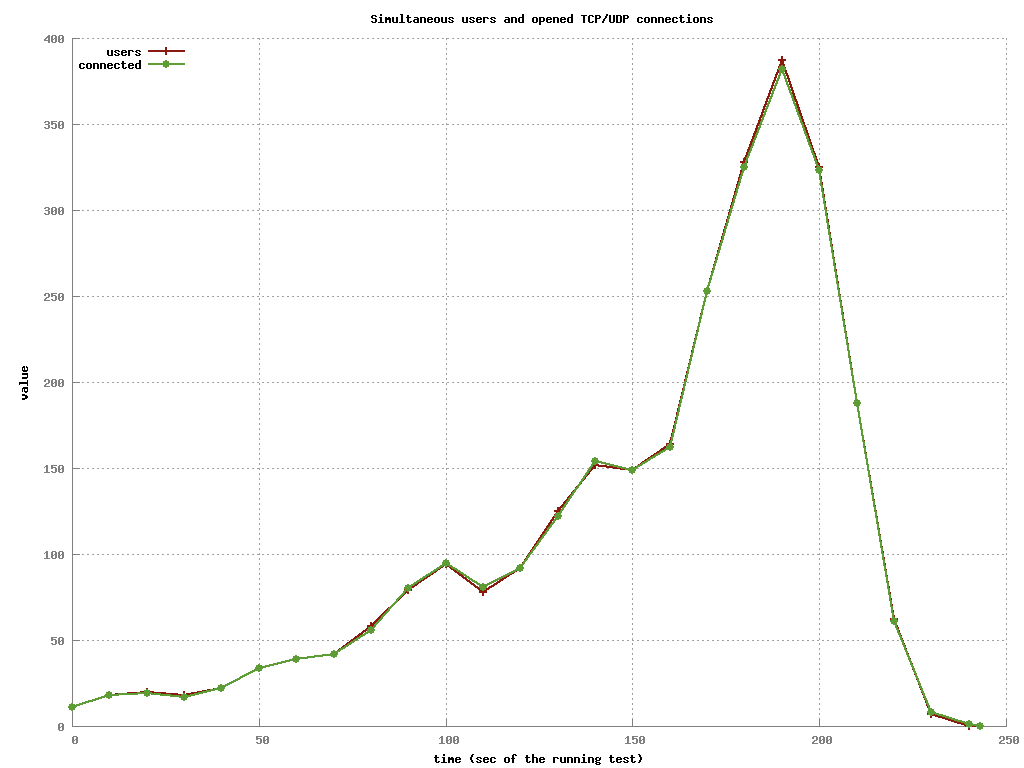 Simultaneous users and opened TCP/UDP connections
400
users
connected
350
300
250
200
150
100
50
0
value
0 50 100 150 200 250
time (sec of the running test)